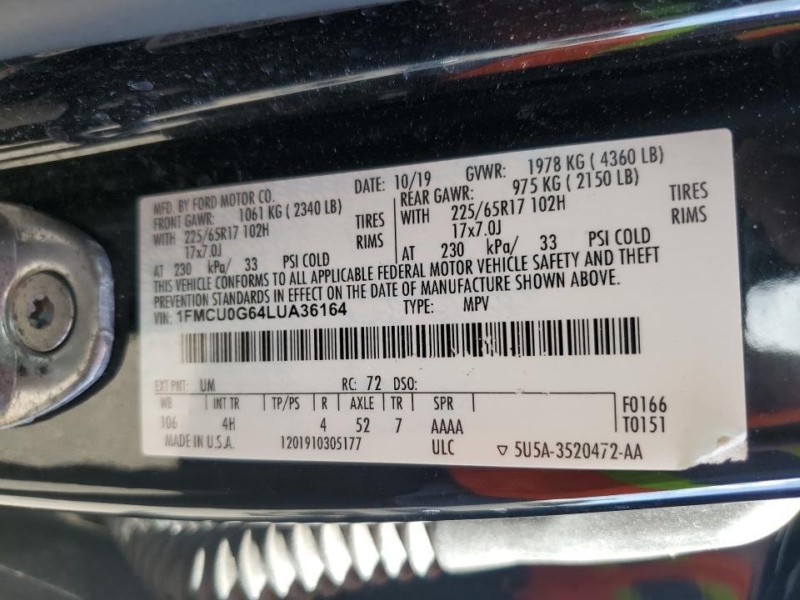 MFD. BY FORD MOTOR CO.
DATE: 10/19 GVWR: 1978 KG ( 4360 LB)
FRONT GAWR: 1061 KG ( 2340 LB) REAR GAWR: 975 KG ( 2150 LB)
WITH 225/65R17 102H TIRES WITH 225/65R17 102H TIRES
17x7.0J RIMS 17x7.0J RIMS
AT 230 kPa/ 33 PSI COLD AT 230 kPa/ 33 PSI COLD
THIS VEHICLE CONFORMS TO ALL APPLICABLE FEDERAL MOTOR VEHICLE SAFETY AND THEFT
PREVENTION STANDARDS IN EFFECT ON THE DATE OF MANUFACTURE SHOWN ABOVE.
VIN: 1FMCU0G64LUA36164 TYPE: MPV
EXT PNT: UM RC: 72 DSO:
WB INT TR TP/PS R AXLE TR SPR F0166
106 4H 4 52 7 AAAA T0151
MADE IN U.S.A. 1201910305177 ULC ▽ 5U5A-3520472-AA